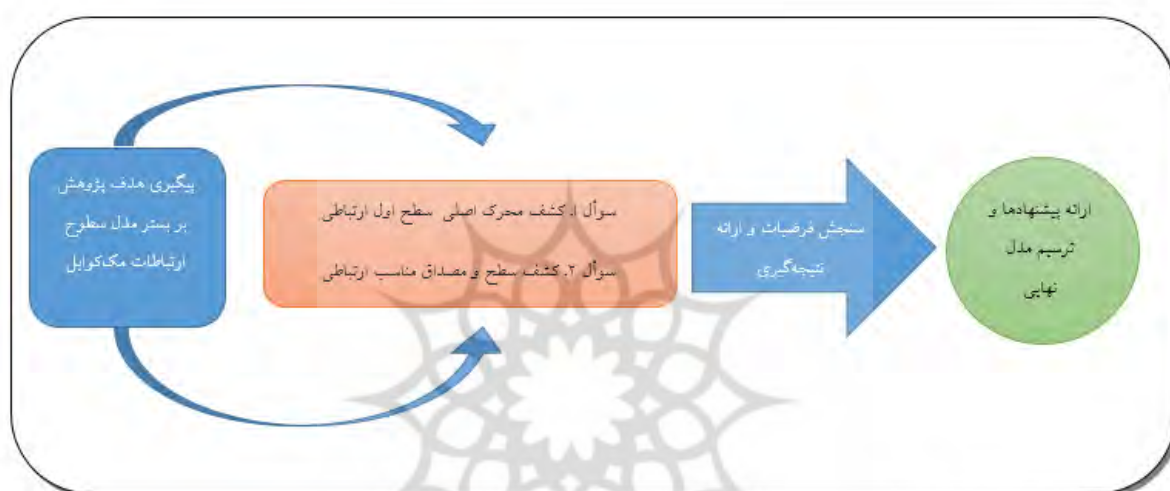 پیگیری هدف پژوهش
بر بستر مدل سطوح
ارتباطات مک‌کوایل
سوأل ۱. کشف محرک اصلی سطح اول ارتباطی
سوأل ۲. کشف سطح و مصداق مناسب ارتباطی
سنجش فرضیات و ارائه
نتیجه‌گیری
ارائه پیشنهادها و
ترسیم مدل
نهایی